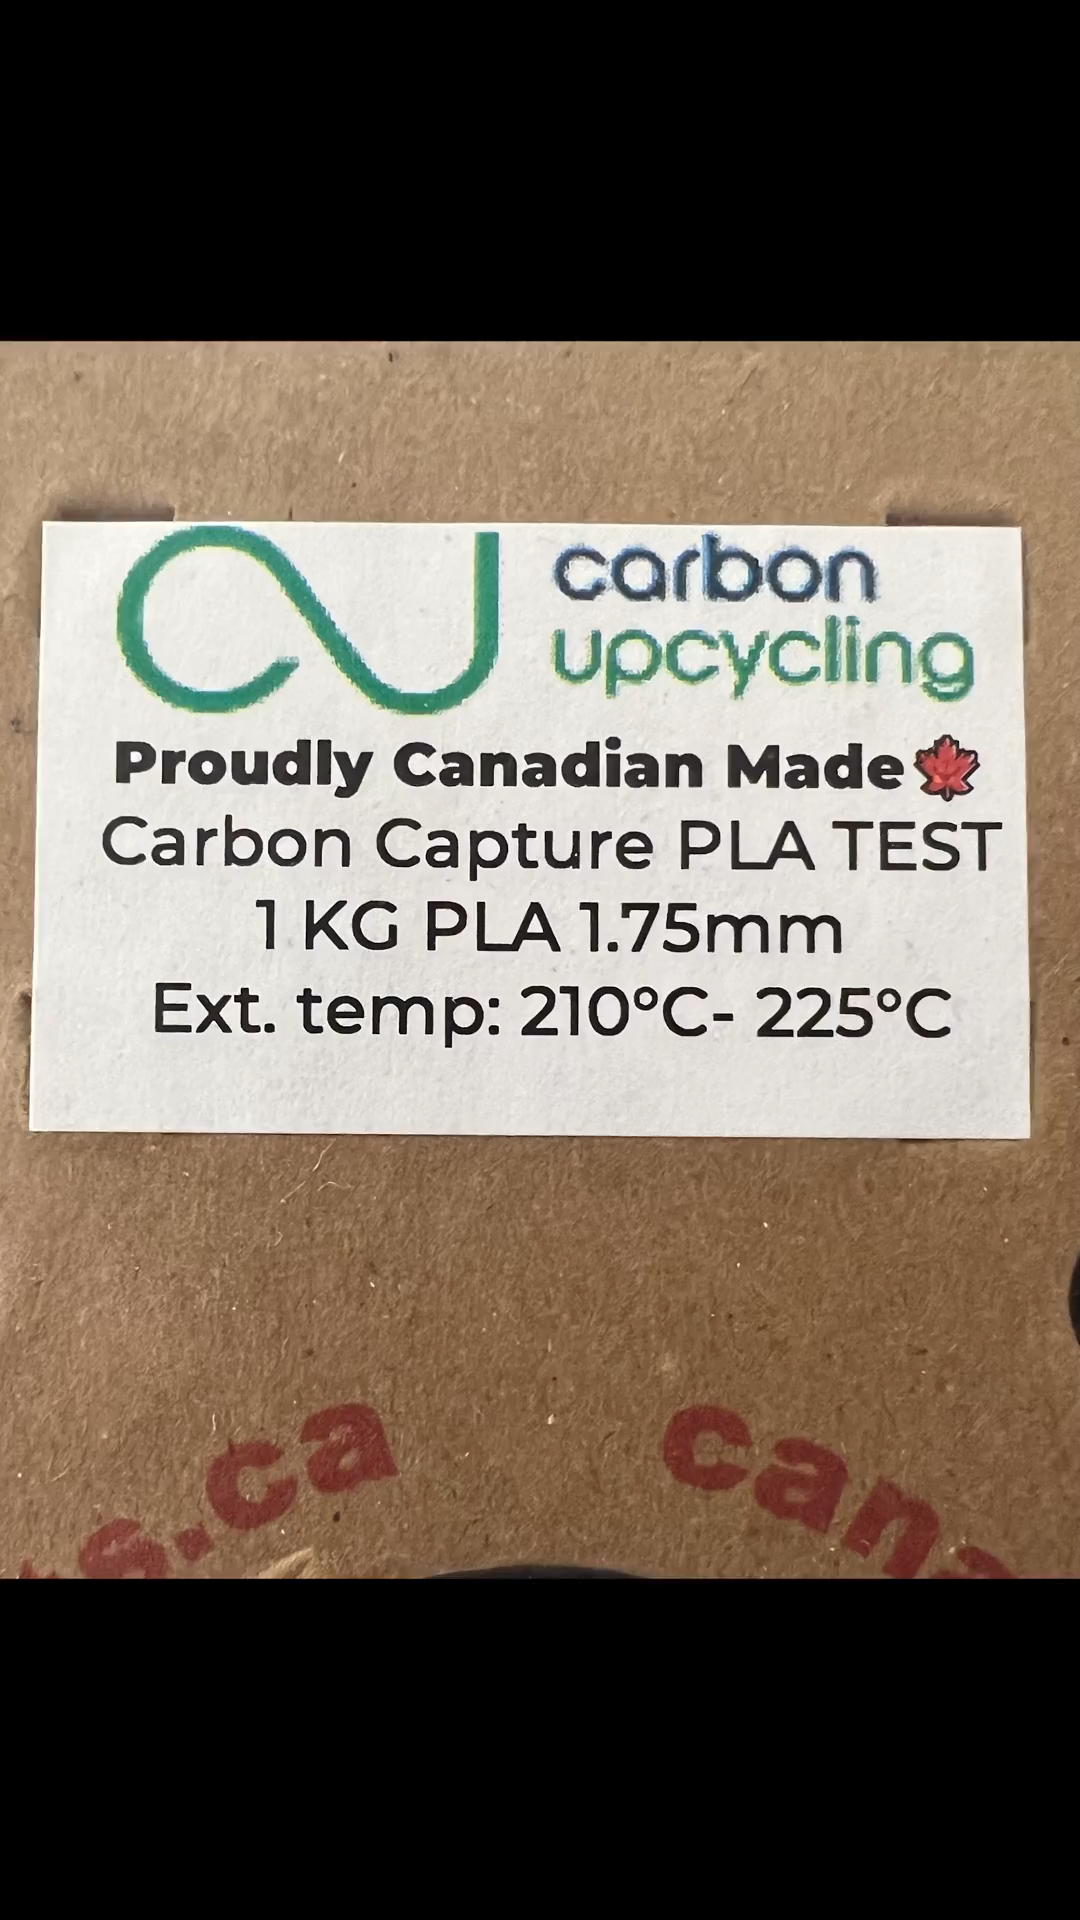 carbon
upcycling
Proudly Canadian Made🍁
Carbon Capture PLA TEST
1 KG PLA 1.75mm
Ext. temp: 210°C- 225°C
s.ca
cana